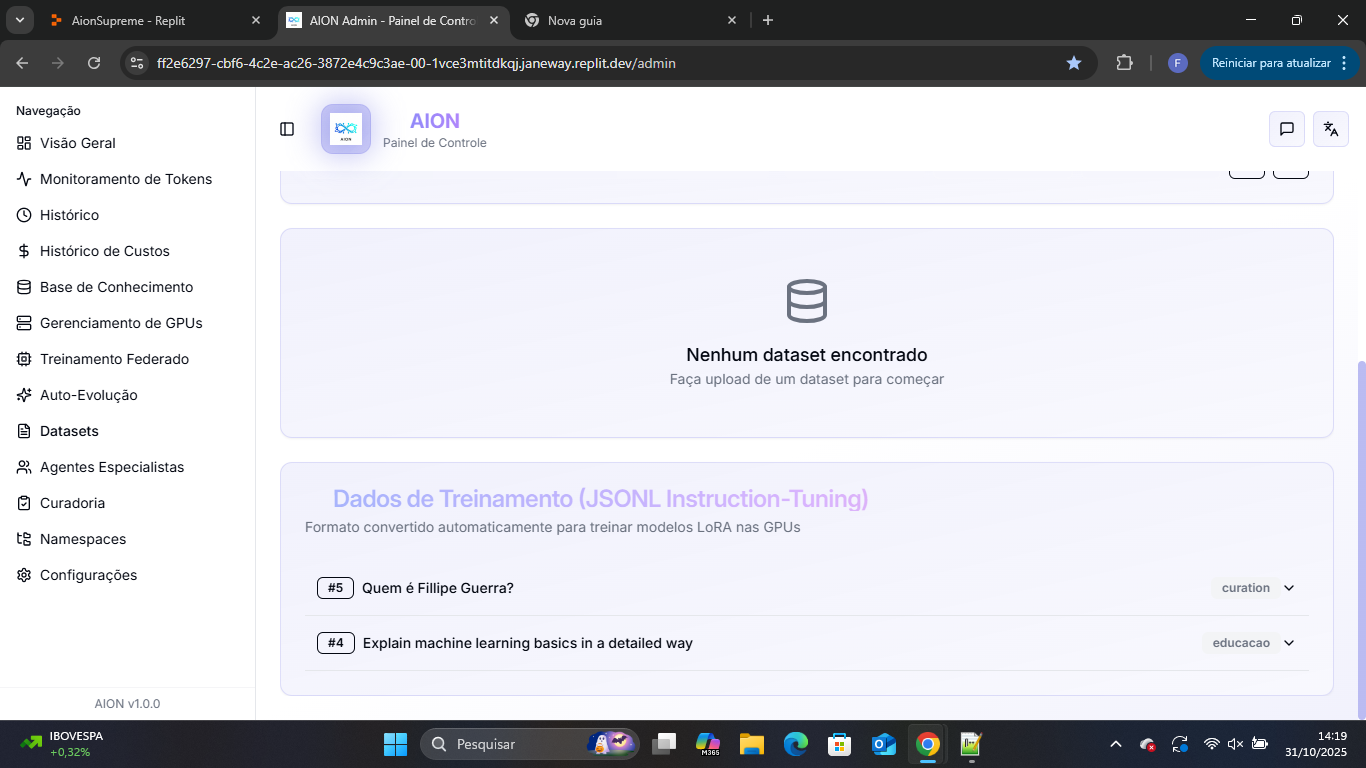 AionSupreme - Replit
AION Admin - Painel de Contro
Nova guia
ff2e6297-cbf6-4c2e-ac26-3872e4c9c3ae-00-1vce3mtitdkqj.janeway.replit.dev/admin
F
Reiniciar para atualizar
Navegação
Visão Geral
Monitoramento de Tokens
Histórico
Histórico de Custos
Base de Conhecimento
Gerenciamento de GPUs
Treinamento Federado
Auto-Evolução
Datasets
Agentes Especialistas
Curadoria
Namespaces
Configurações
AION v1.0.0
AION
AION
Painel de Controle
Nenhum dataset encontrado
Faça upload de um dataset para começar
Dados de Treinamento (JSONL Instruction-Tuning)
Formato convertido automaticamente para treinar modelos LoRA nas GPUs
#5 Quem é Fillipe Guerra? curation
#4 Explain machine learning basics in a detailed way educacao
IBOVESPA
+0,32%
Pesquisar
M365
14:19
31/10/2025